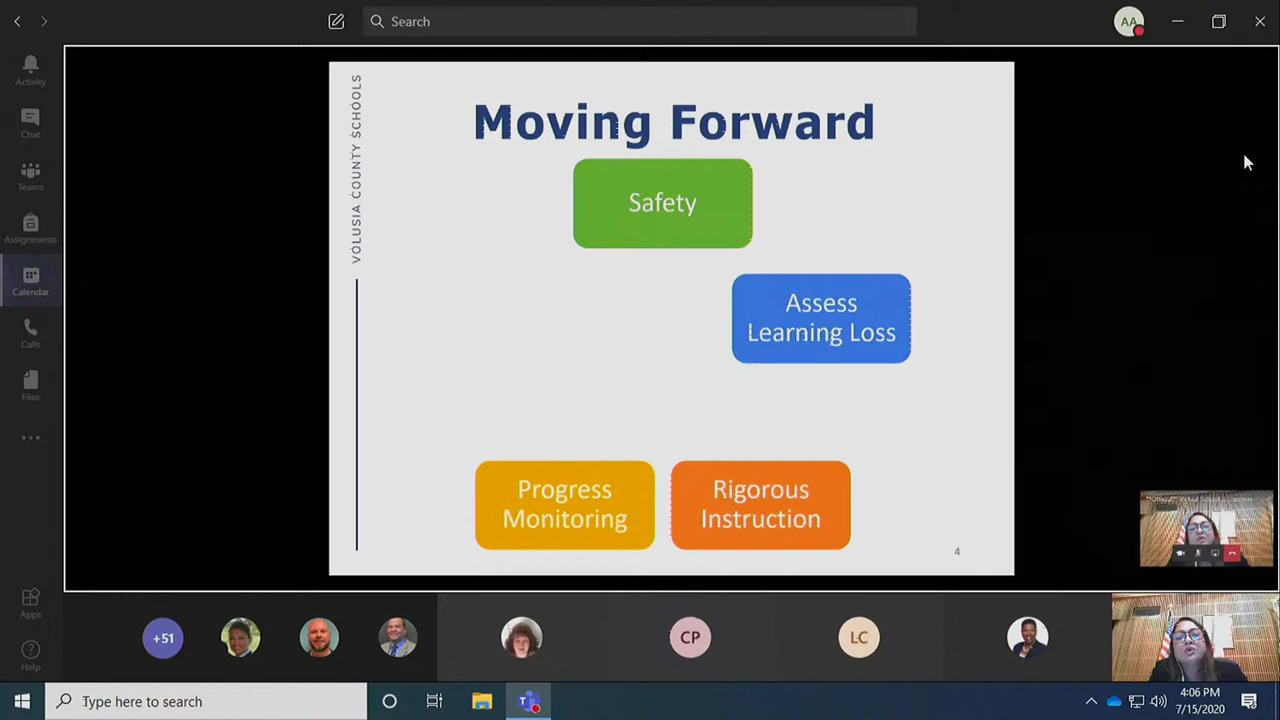 Search
AA
Activity
Chat
Teams
Assignments
Calendar
Calls
Files
Apps
Help
VOLUSIA COUNTY SCHOOLS
Moving Forward
Safety
Assess
Learning Loss
Progress
Monitoring
Rigorous
Instruction
4
+51
CP
LC
Type here to search
4:06 PM
7/15/2020